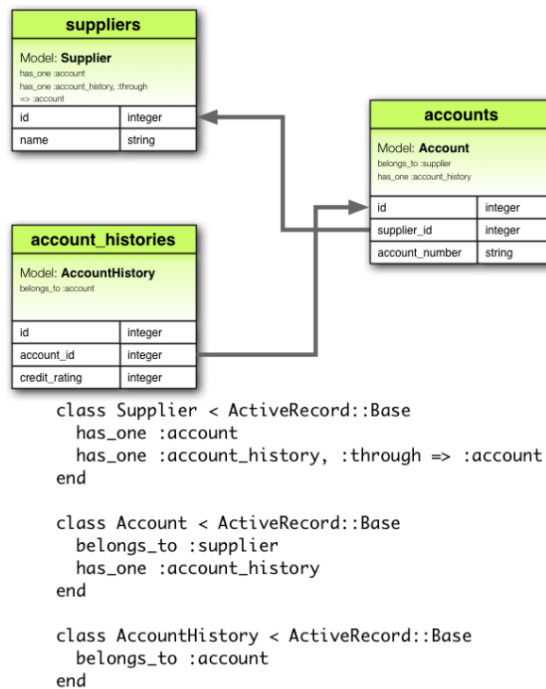 suppliers
Model: Supplier
has_one :account
has_one :account_history, :through
=> :account
id integer
name string
accounts
Model: Account
belongs_to :supplier
has_one :account_history
id integer
supplier_id integer
account_number string
account_histories
Model: AccountHistory
belongs_to :account
id integer
account_id integer
credit_rating integer
class Supplier < ActiveRecord::Base
  has_one :account
  has_one :account_history, :through => :account
end
class Account < ActiveRecord::Base
  belongs_to :supplier
  has_one :account_history
end
class AccountHistory < ActiveRecord::Base
  belongs_to :account
end